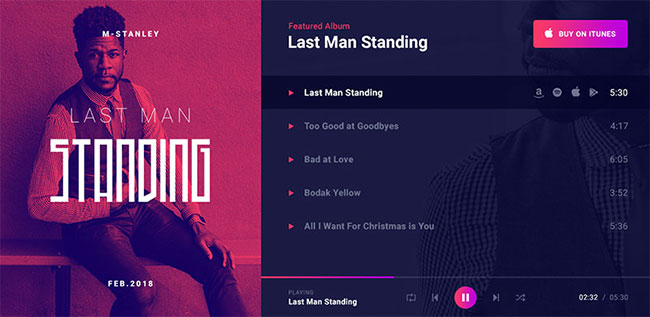 M-STANLEY
LAST MAN
STANDING
FEB.2018
Featured Album
Last Man Standing
BUY ON ITUNES
Last Man Standing 5:30
Too Good at Goodbyes 4:17
Bad at Love 6:05
Bodak Yellow 3:52
All I Want For Christmas is You 5:36
PLAYING
Last Man Standing
02:32 / 05:30